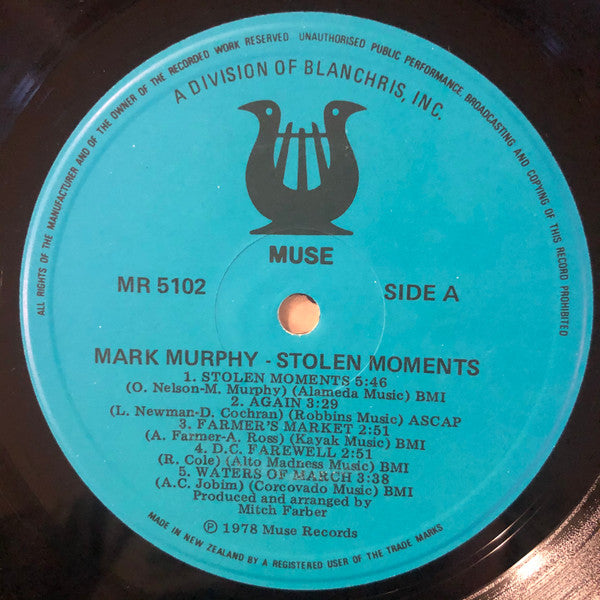 ALL RIGHTS OF THE MANUFACTURER AND OF THE OWNER OF THE RECORDED WORK RESERVED UNAUTHORISED PUBLIC PERFORMANCE, BROADCASTING AND COPYING OF THIS RECORD PROHIBITED
A DIVISION OF BLANCHRIS, INC.
MUSE
MR 5102 SIDE A
MARK MURPHY - STOLEN MOMENTS
1. STOLEN MOMENTS 5:46
(O. Nelson-M. Murphy) (Alameda Music) BMI
2. AGAIN 3:29
(L. Newman-D. Cochran) (Robbins Music) ASCAP
3. FARMER'S MARKET 2:51
(A. Farmer-A. Ross) (Kayak Music) BMI
4. D.C. FAREWELL 2:51
(R. Cole) (Alto Madness Music) BMI
5. WATERS OF MARCH 3:38
(A.C. Jobim) (Corcovado Music) BMI
Produced and arranged by
Mitch Farber
℗ 1978 Muse Records
MADE IN NEW ZEALAND BY A REGISTERED USER OF THE TRADE MARKS